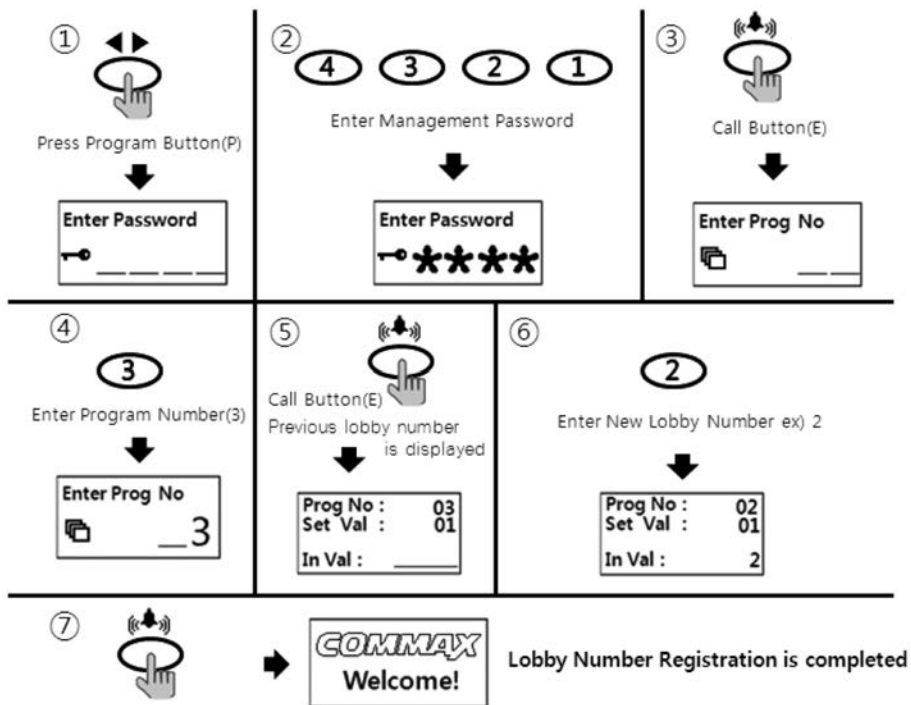 ①
Press Program Button(P)
Enter Password
②
4 3 2 1
Enter Management Password
Enter Password
③
Call Button(E)
Enter Prog No
④
3
Enter Program Number(3)
Enter Prog No
_3
⑤
Call Button(E)
Previous lobby number
is displayed
Prog No : 03
Set Val : 01
In Val :
⑥
2
Enter New Lobby Number ex) 2
Prog No : 02
Set Val : 01
In Val : 2
⑦
COMMAX
Welcome!
Lobby Number Registration is completed